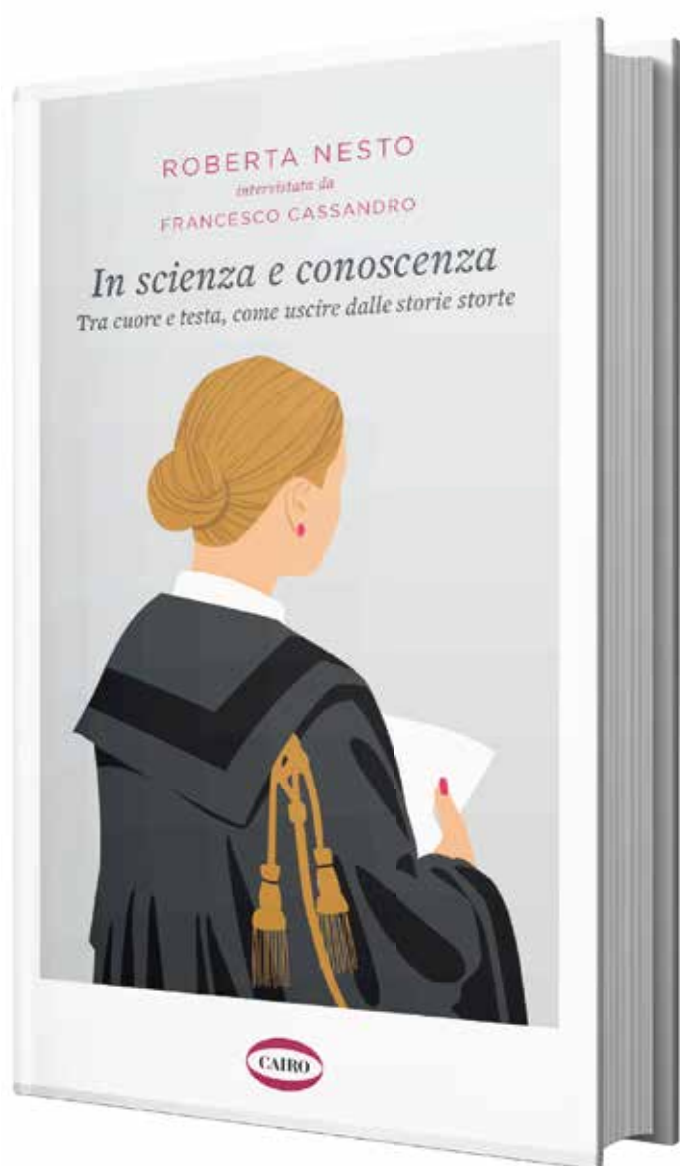 ROBERTA NESTO
intervistata da
FRANCESCO CASSANDRO
In scienza e conoscenza
Tra cuore e testa, come uscire dalle storie storte
CAIRO